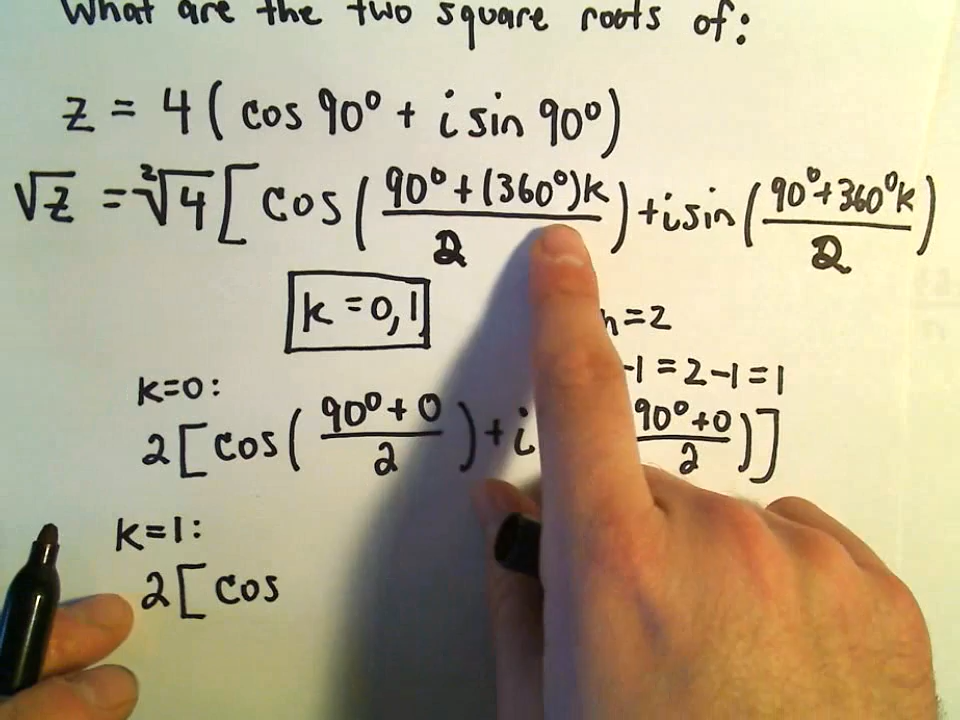 What are the two square roots of:
z = 4 ( cos 90° + i sin 90°)
√z = ²√4 [ cos ( 90° + (360°)k / 2 ) + i sin ( 90° + 360°k / 2 )
k = 0, 1
n = 2
-1 = 2 - 1 = 1
k=0:
2 [ cos ( 90° + 0 / 2 ) + i 90° + 0 / 2 ) ]
k = 1:
2 [ cos